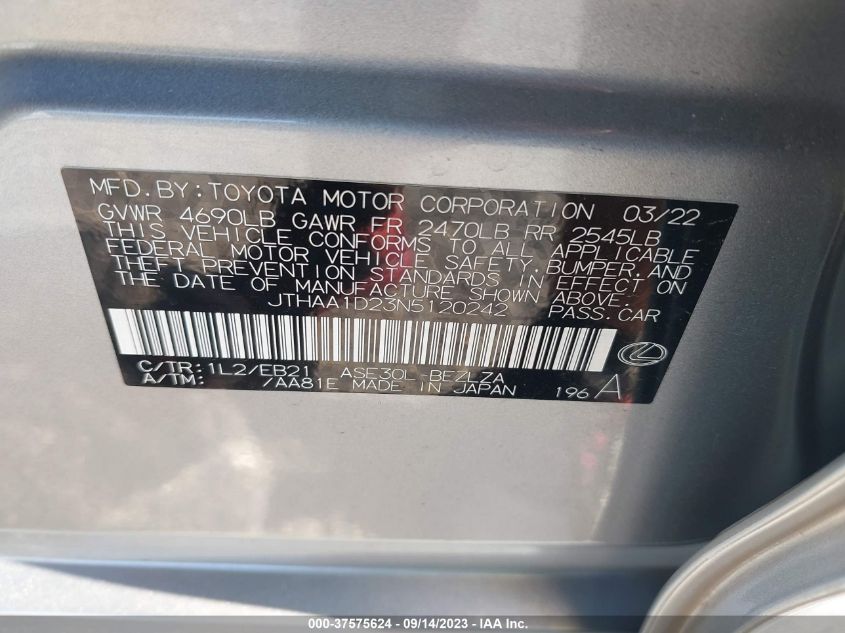 MFD. BY: TOYOTA MOTOR CORPORATION 03/22
GVWR 4690LB GAWR FR 2470LB RR 2545LB
THIS VEHICLE CONFORMS TO ALL APPLICABLE
FEDERAL MOTOR VEHICLE SAFETY, BUMPER, AND
THEFT PREVENTION STANDARDS IN EFFECT ON
THE DATE OF MANUFACTURE SHOWN ABOVE.
JTHAA1D23N5120242 PASS. CAR
C/TR: 1L2/EB21 ASE30L-BEZLZA
A/TM: 7AA81E MADE IN JAPAN 196 A
000-37575624 - 09/14/2023 - © IAA Inc.